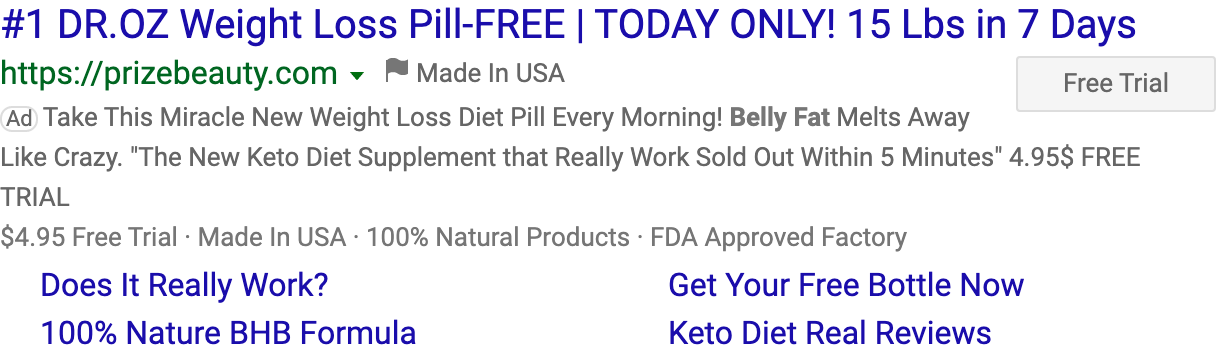 #1 DR.OZ Weight Loss Pill-FREE | TODAY ONLY! 15 Lbs in 7 Days
https://prizebeauty.com Made In USA
Free Trial
Ad Take This Miracle New Weight Loss Diet Pill Every Morning! Belly Fat Melts Away
Like Crazy. "The New Keto Diet Supplement that Really Work Sold Out Within 5 Minutes" 4.95$ FREE
TRIAL
$4.95 Free Trial · Made In USA · 100% Natural Products · FDA Approved Factory
Does It Really Work? Get Your Free Bottle Now
100% Nature BHB Formula Keto Diet Real Reviews